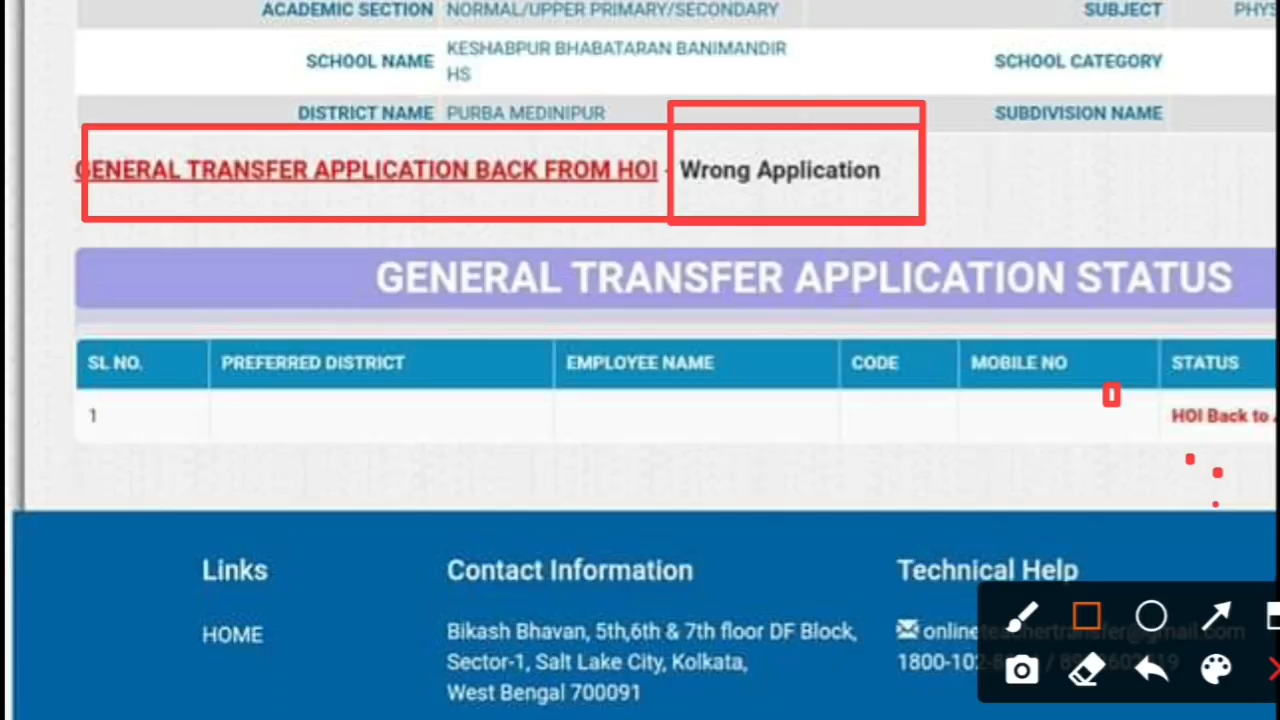 ACADEMIC SECTION NORMAL/UPPER PRIMARY/SECONDARY SUBJECT
SCHOOL NAME KESHABPUR BHABATARAN BANIMANDIR HS SCHOOL CATEGORY
DISTRICT NAME PURBA MEDINIPUR SUBDIVISION NAME
GENERAL TRANSFER APPLICATION BACK FROM HOI - Wrong Application
GENERAL TRANSFER APPLICATION STATUS
SL NO. PREFERRED DISTRICT EMPLOYEE NAME CODE MOBILE NO STATUS
1 HOI Back to
Links
HOME
Contact Information
Bikash Bhavan, 5th,6th & 7th floor DF Block,
Sector-1, Salt Lake City, Kolkata,
West Bengal 700091
Technical Help
onlineteachertransfer@gmail.com